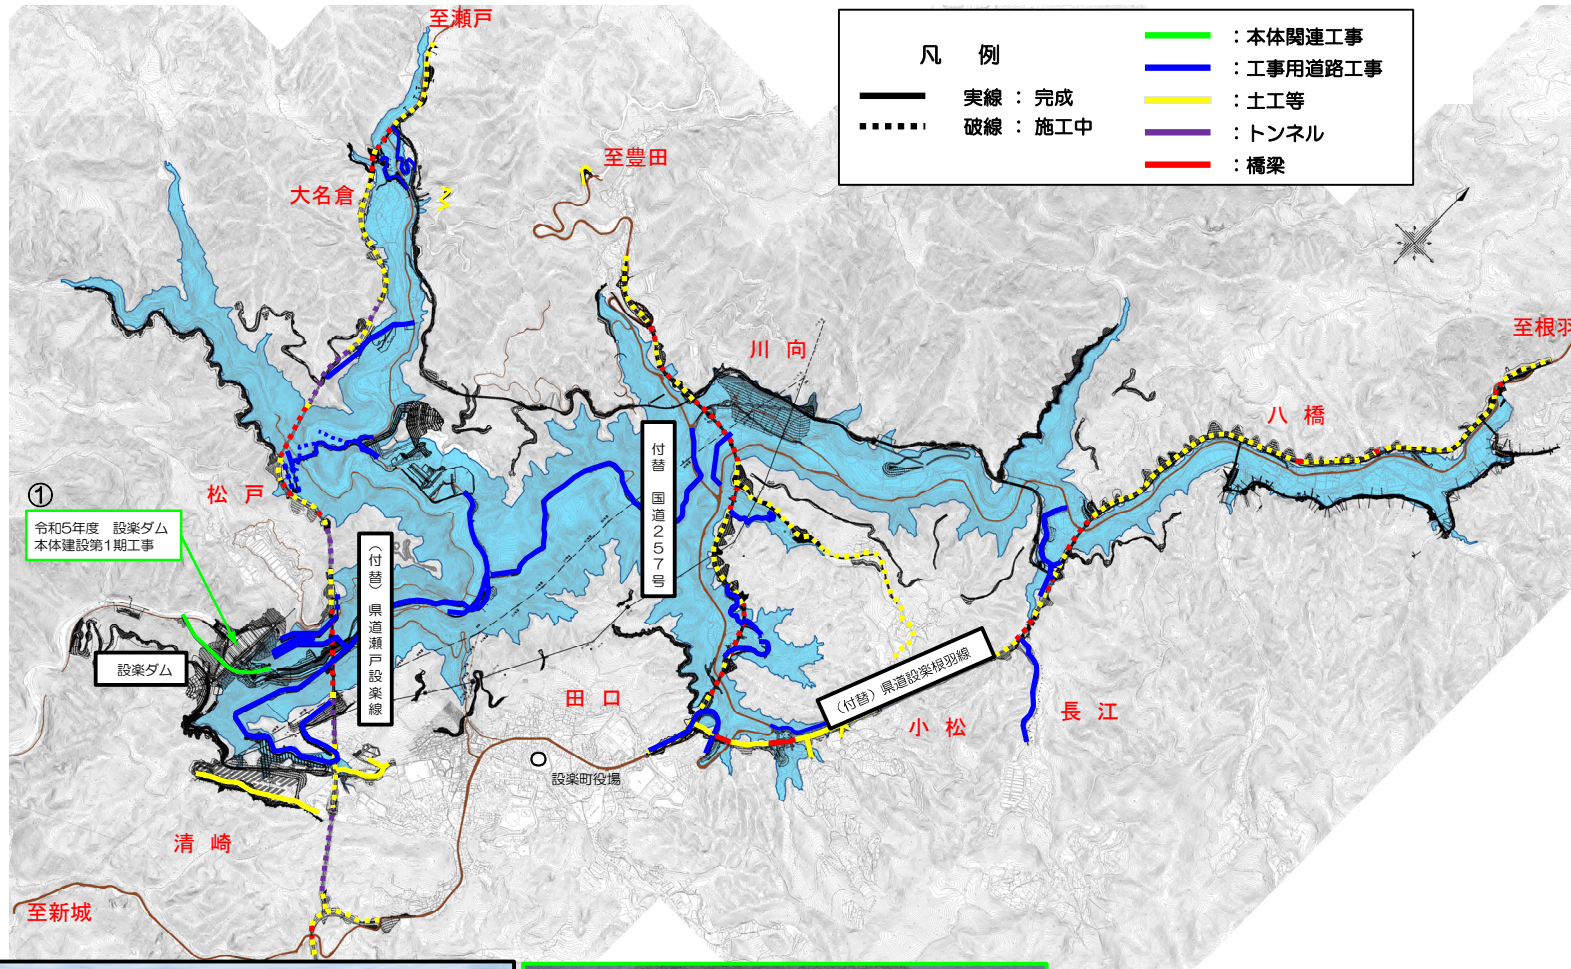 至瀬戸
凡 例
実線 ： 完成
破線 ： 施工中
：本体関連工事
：工事用道路工事
：土工等
：トンネル
：橋梁
至豊田
大名倉
川 向
至根羽
八 橋
付替 国道２５７号
松 戸
①
令和5年度 設楽ダム
本体建設第1期工事
（付替）県道瀬戸設楽線
設楽ダム
（付替）県道設楽根羽線
田 口
小 松
長 江
設楽町役場
清 崎
至新城